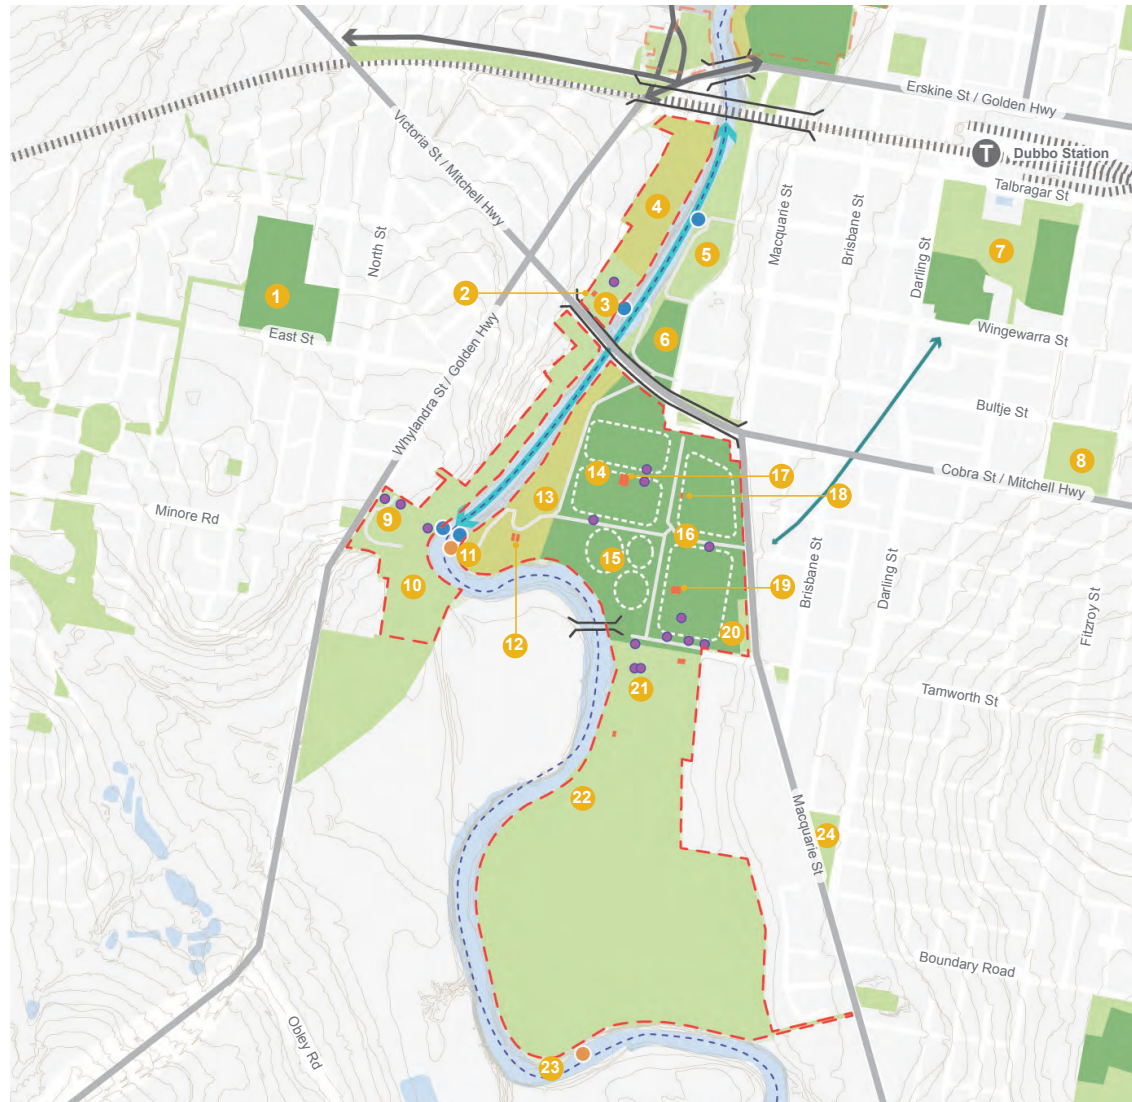 Erskine St / Golden Hwy
Victoria St / Mitchell Hwy
T Dubbo Station
Talbragar St
4
Macquarie St
Brisbane St
Darling St
North St
5
7
2
3
1
East St
6
Wingewarra St
Whylandra St / Golden Hwy
Bultje St
8
14
17
Cobra St / Mitchell Hwy
13
18
Minore Rd
9
16
11
15
10
Brisbane St
Darling St
19
Fitzroy St
20
12
21
Tamworth St
22
Macquarie St
24
Boundary Road
Obley Rd
23